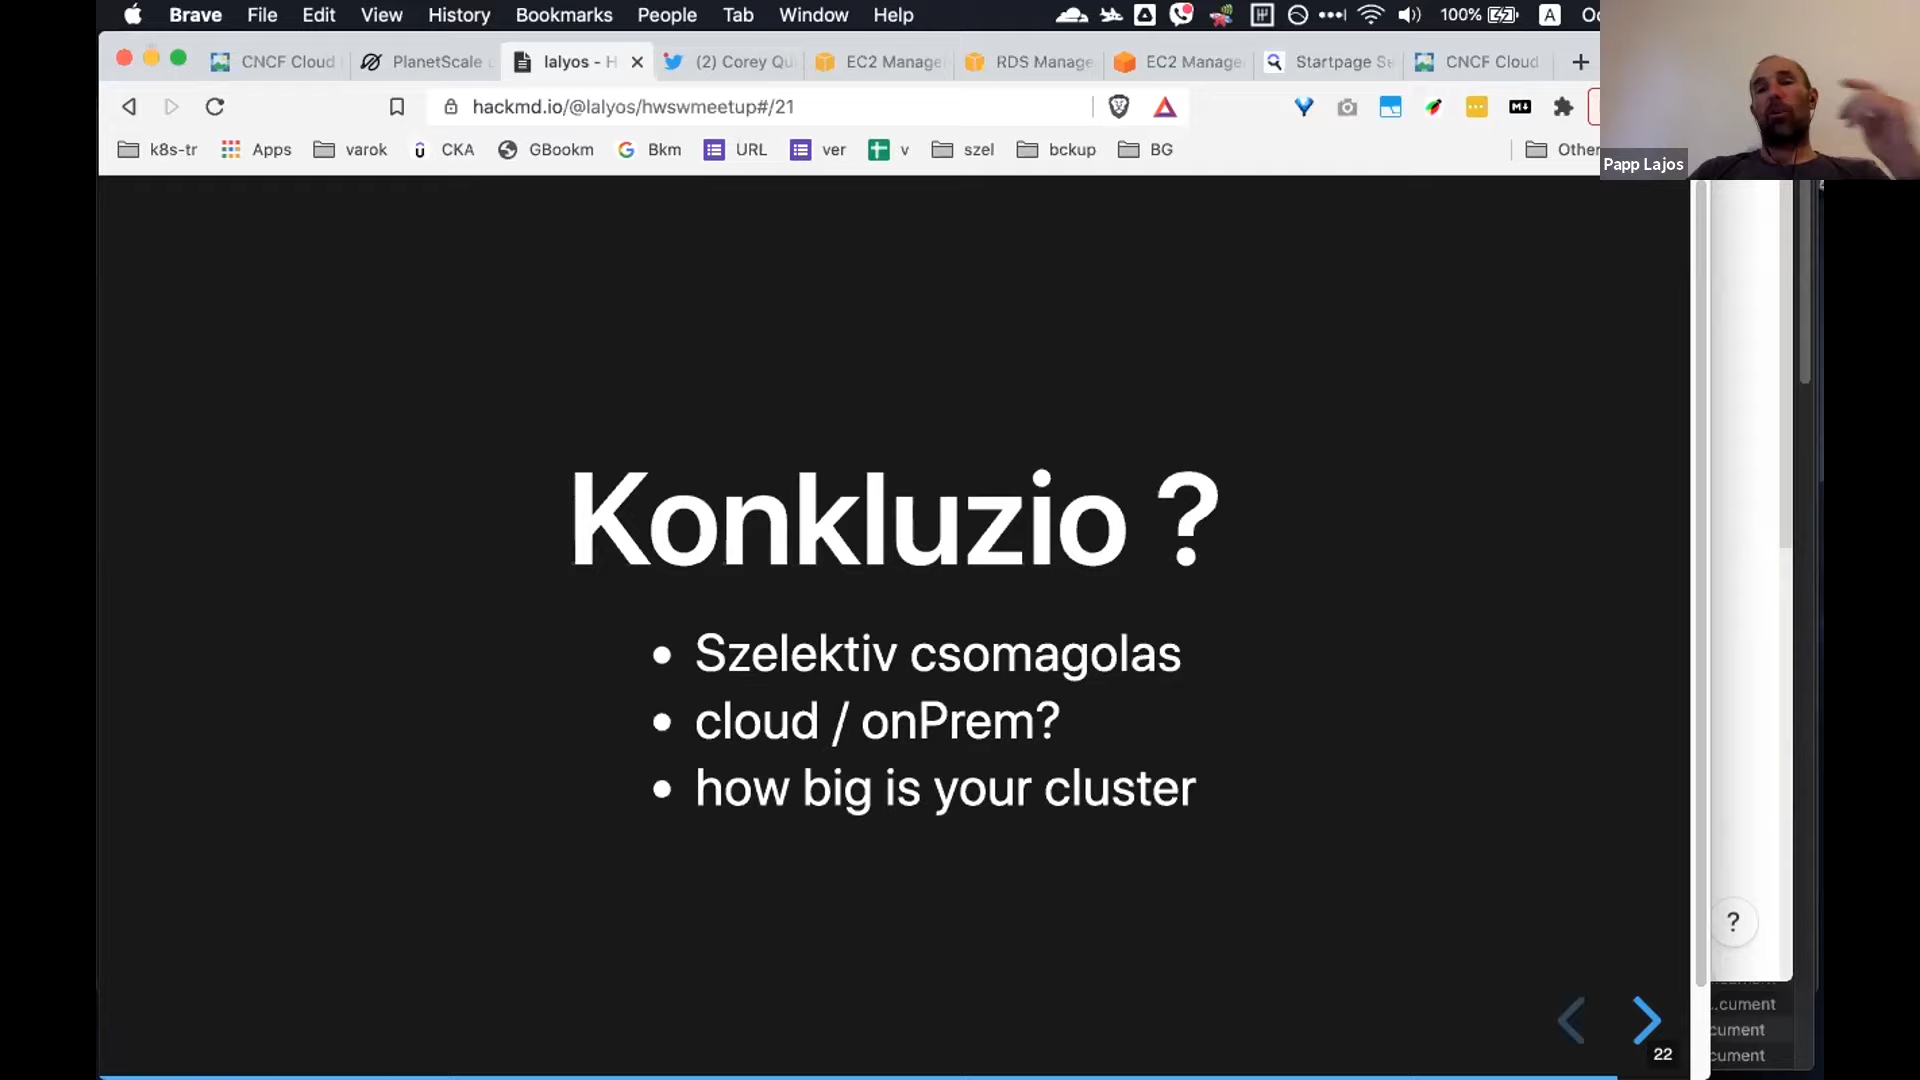 Brave File Edit View History Bookmarks People Tab Window Help 100% A
CNCF Cloud PlanetScale lalyos - H (2) Corey Qu EC2 Manage RDS Manage EC2 Manage Startpage Se CNCF Cloud
hackmd.io/@lalyos/hwswmeetup#/21
k8s-tr Apps varok CKA GBookm Bkm URL ver v szel bckup BG Other
Papp Lajos
Konkluzio ?
• Szelektiv csomagolas
• cloud / onPrem?
• how big is your cluster
?
..cument
cument
cument
22